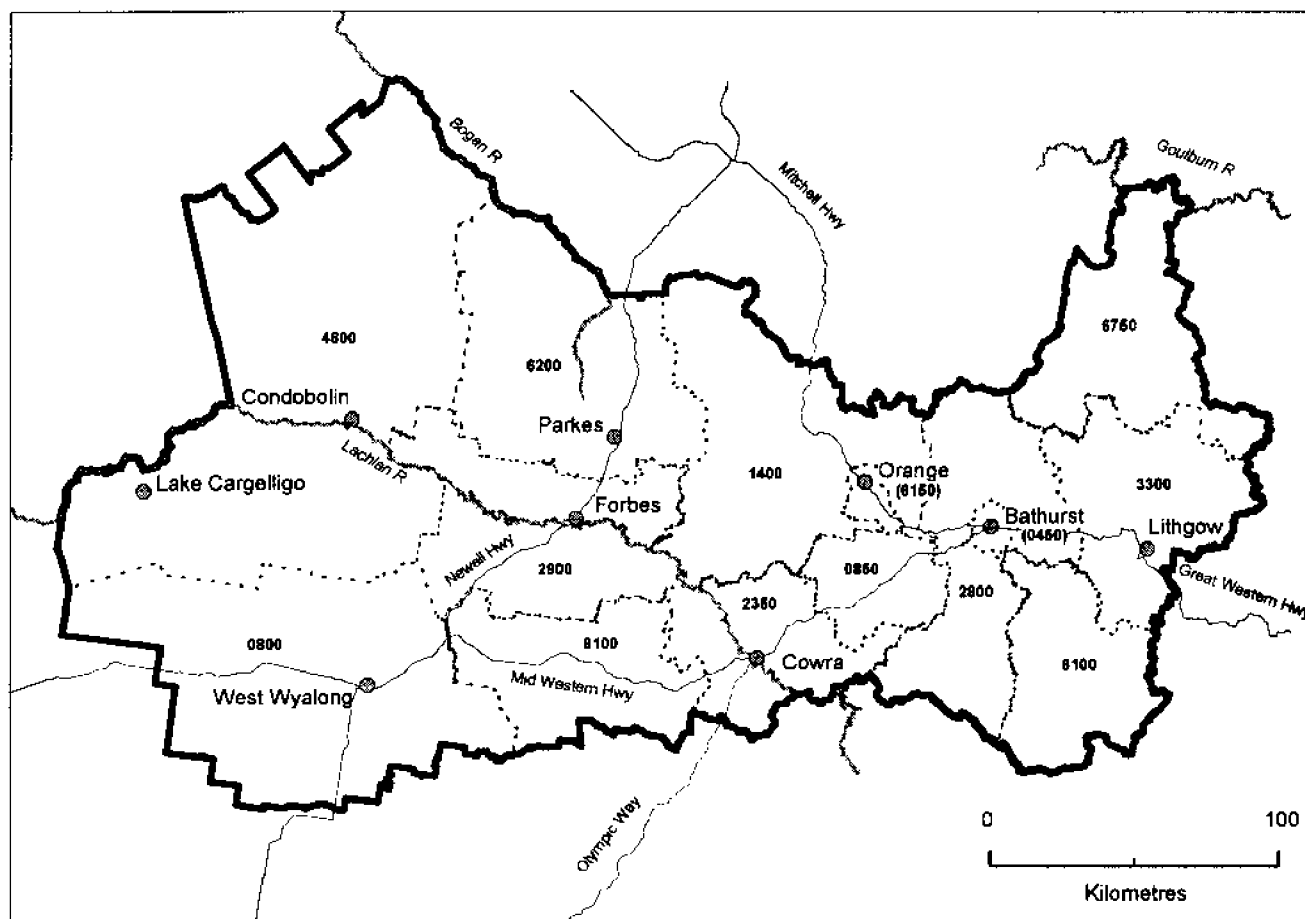 Bogan R
Goulburn R
Mitchell Hwy
6750
4600
6200
Condobolin
Parkes
Lachlan R
Lake Cargelligo
1400
Orange
(6150)
3300
Forbes
Bathurst
(0450)
Lithgow
Newell Hwy
2900
0850
Great Western Hwy
2350
2800
0800
8100
6100
Cowra
West Wyalong
Mid Western Hwy
Olympic Way
0
100
Kilometres